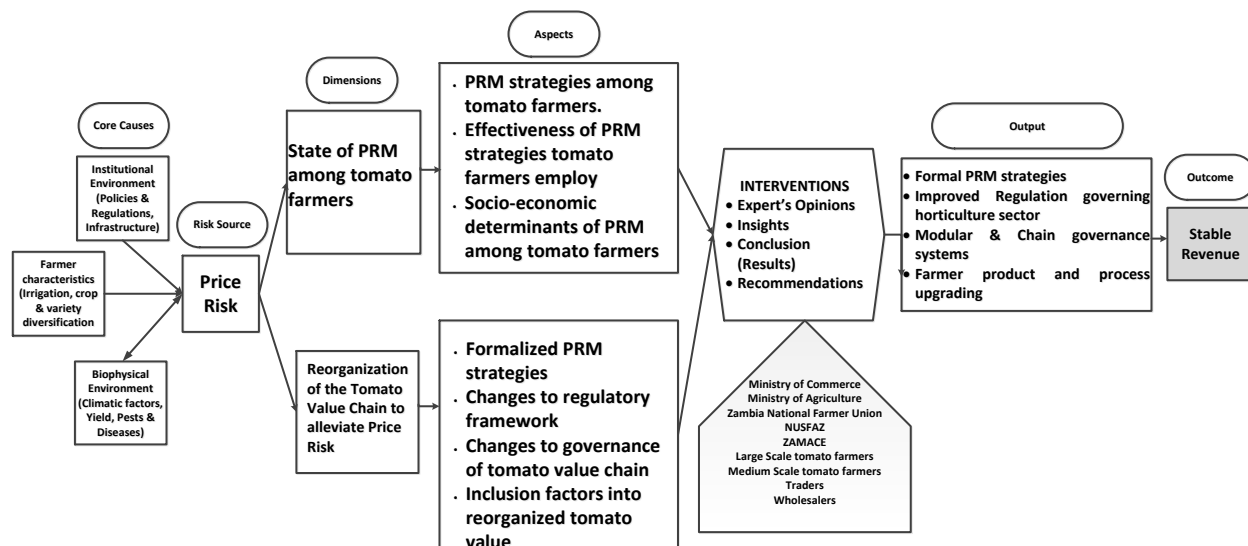 Core Causes
Institutional
Environment
(Policies &
Regulations,
Infrastructure)
Farmer
characteristics
(Irrigation, crop
& variety
diversification
Biophysical
Environment
(Climatic factors,
Yield, Pests &
Diseases)
Risk Source
Price
Risk
Dimensions
State of PRM
among tomato
farmers
Reorganization
of the Tomato
Value Chain to
alleviate Price
Risk
Aspects
• PRM strategies among
tomato farmers.
• Effectiveness of PRM
strategies tomato
farmers employ
• Socio-economic
determinants of PRM
among tomato farmers
• Formalized PRM
strategies
• Changes to regulatory
framework
• Changes to governance
of tomato value chain
• Inclusion factors into
reorganized tomato
value
INTERVENTIONS
• Expert’s Opinions
• Insights
• Conclusion
(Results)
• Recommendations
Ministry of Commerce
Ministry of Agriculture
Zambia National Farmer Union
NUSFAZ
ZAMACE
Large Scale tomato farmers
Medium Scale tomato farmers
Traders
Wholesalers
Output
• Formal PRM strategies
• Improved Regulation governing
horticulture sector
• Modular & Chain governance
systems
• Farmer product and process
upgrading
Outcome
Stable
Revenue